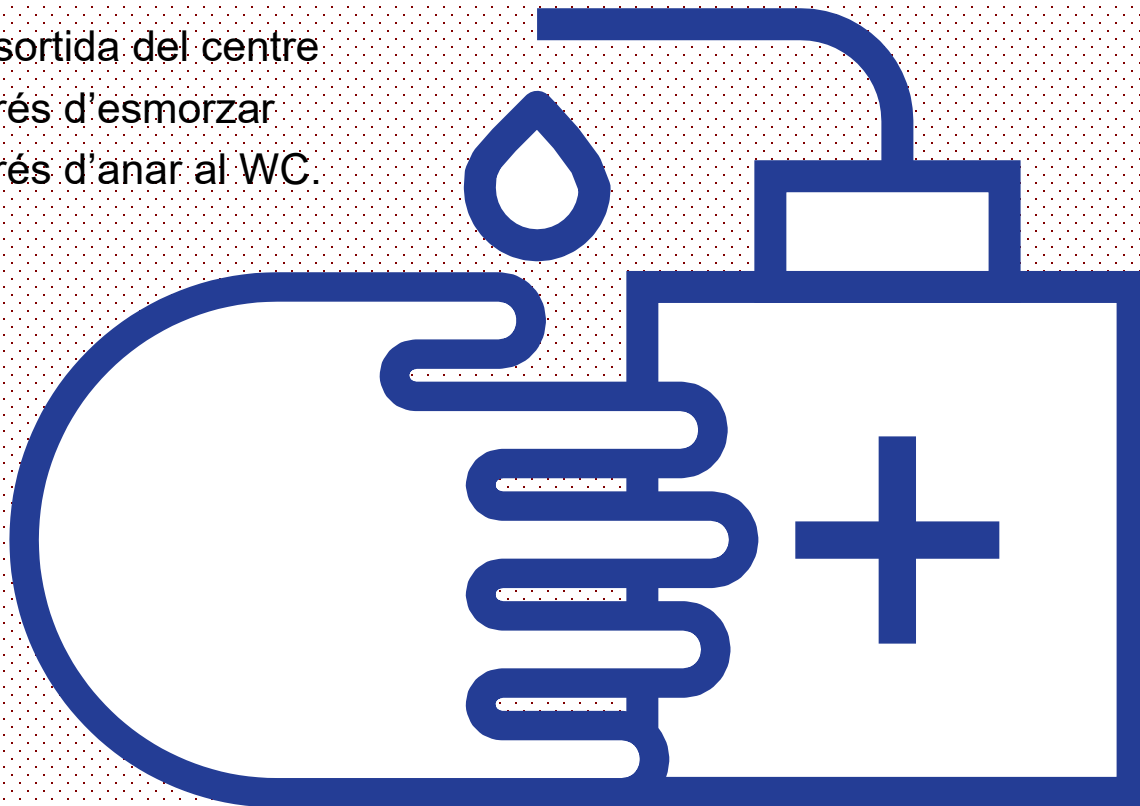 sortida del centre
rés d’esmorzar
rés d’anar al WC.